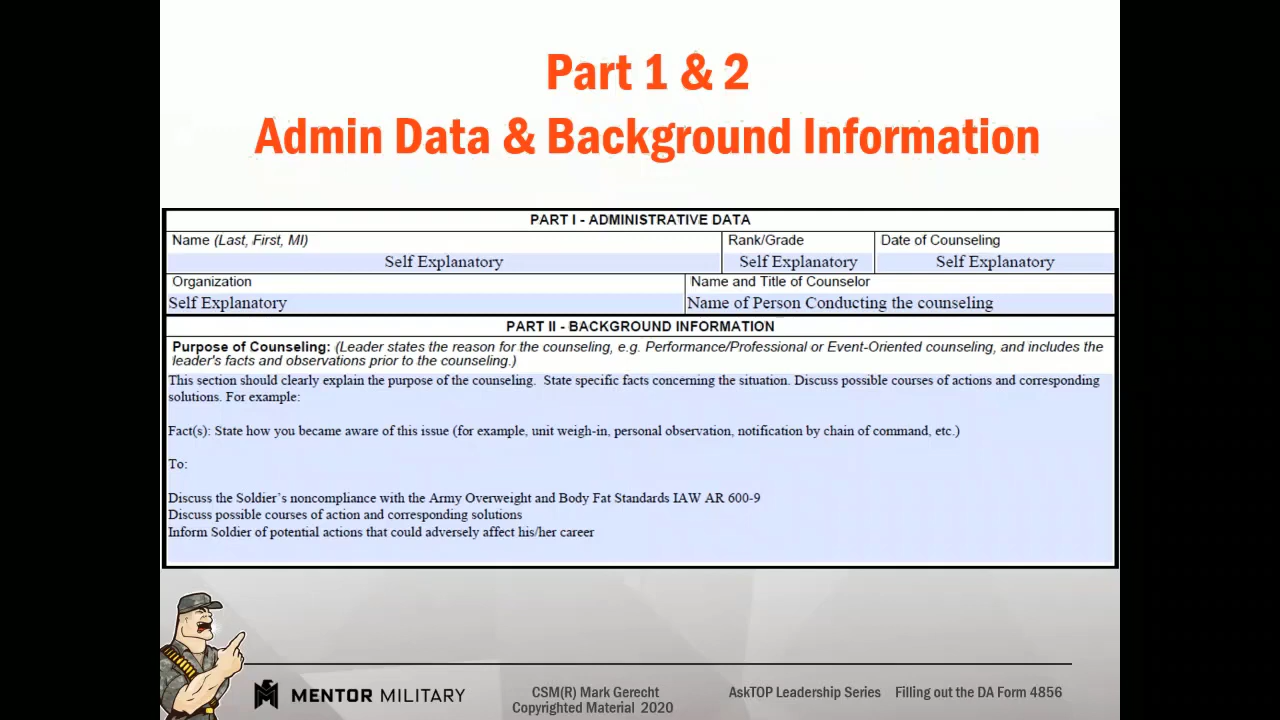 Part 1 & 2
Admin Data & Background Information
PART I - ADMINISTRATIVE DATA
Name (Last, First, MI)
Self Explanatory
Rank/Grade
Self Explanatory
Date of Counseling
Self Explanatory
Organization
Self Explanatory
Name and Title of Counselor
Name of Person Conducting the counseling
PART II - BACKGROUND INFORMATION
Purpose of Counseling: (Leader states the reason for the counseling, e.g. Performance/Professional or Event-Oriented counseling, and includes the
leader's facts and observations prior to the counseling.)
This section should clearly explain the purpose of the counseling. State specific facts concerning the situation. Discuss possible courses of actions and corresponding
solutions. For example:
Fact(s): State how you became aware of this issue (for example, unit weigh-in, personal observation, notification by chain of command, etc.)
To:
Discuss the Soldier's noncompliance with the Army Overweight and Body Fat Standards IAW AR 600-9
Discuss possible courses of action and corresponding solutions
Inform Soldier of potential actions that could adversely affect his/her career
MENTOR MILITARY
CSM(R) Mark Gerecht
Copyrighted Material 2020
AskTOP Leadership Series Filling out the DA Form 4856